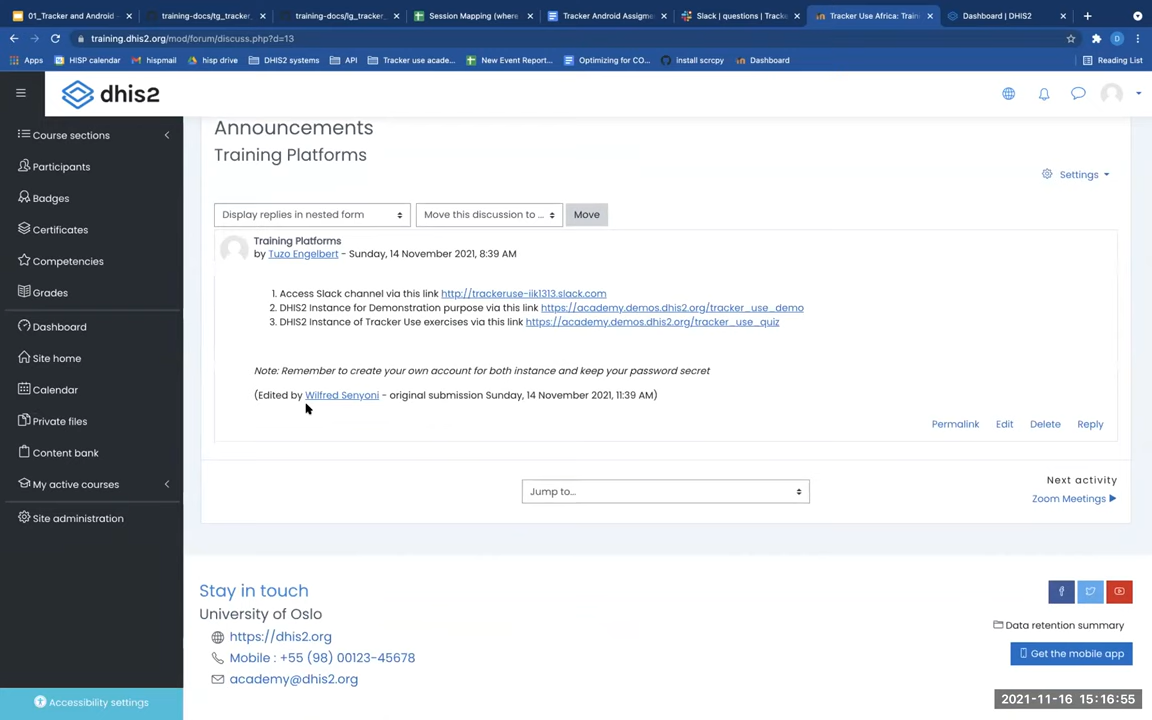 01_Tracker and Android -
training-docs/tg_tracker_
training-docs/lg_tracker_
Session Mapping (where
Tracker Android Assigme
Slack | questions | Track
Tracker Use Africa: Traini
Dashboard | DHIS2
training.dhis2.org/mod/forum/discuss.php?d=13
D
Apps
HISP calendar
hispmail
hisp drive
DHIS2 systems
API
Tracker use acade...
New Event Report...
Optimizing for CO...
install scrcpy
Dashboard
Reading List
dhis2
Course sections
Participants
Badges
Certificates
Competencies
Grades
Dashboard
Site home
Calendar
Private files
Content bank
My active courses
Site administration
Accessibility settings
Announcements
Training Platforms
Settings
Display replies in nested form
Move this discussion to ...
Move
Training Platforms
by Tuzo Engelbert - Sunday, 14 November 2021, 8:39 AM
1. Access Slack channel via this link http://trackeruse-iik1313.slack.com
2. DHIS2 Instance for Demonstration purpose via this link https://academy.demos.dhis2.org/tracker_use_demo
3. DHIS2 Instance of Tracker Use exercises via this link https://academy.demos.dhis2.org/tracker_use_quiz
Note: Remember to create your own account for both instance and keep your password secret
(Edited by Wilfred Senyoni - original submission Sunday, 14 November 2021, 11:39 AM)
Permalink
Edit
Delete
Reply
Jump to...
Next activity
Zoom Meetings
Stay in touch
University of Oslo
https://dhis2.org
Mobile : +55 (98) 00123-45678
academy@dhis2.org
Data retention summary
Get the mobile app
2021-11-16 15:16:55